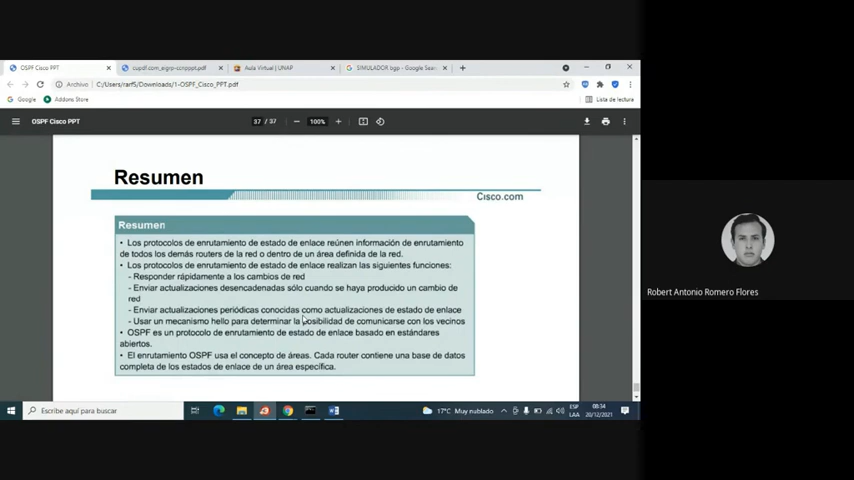 OSPF Cisco PPT
cupdf.com_eigrp-ccnpppt.pdf
Aula Virtual | UNAP
SIMULADOR bgp - Google Sear
Archivo
C:/Users/rarf5/Downloads/1-OSPF_Cisco_PPT.pdf
Google
Addons Store
Lista de lectura
OSPF Cisco PPT
37 / 37
100%
Resumen
Cisco.com
Resumen
• Los protocolos de enrutamiento de estado de enlace reúnen información de enrutamiento
de todos los demás routers de la red o dentro de un área definida de la red.
• Los protocolos de enrutamiento de estado de enlace realizan las siguientes funciones:
- Responder rápidamente a los cambios de red
- Enviar actualizaciones desencadenadas sólo cuando se haya producido un cambio de
red
- Enviar actualizaciones periódicas conocidas como actualizaciones de estado de enlace
- Usar un mecanismo hello para determinar la posibilidad de comunicarse con los vecinos
• OSPF es un protocolo de enrutamiento de estado de enlace basado en estándares
abiertos.
• El enrutamiento OSPF usa el concepto de áreas. Cada router contiene una base de datos
completa de los estados de enlace de un área específica.
Robert Antonio Romero Flores
Escribe aquí para buscar
17°C Muy nublado
ESP
LAA
08:34
20/12/2021